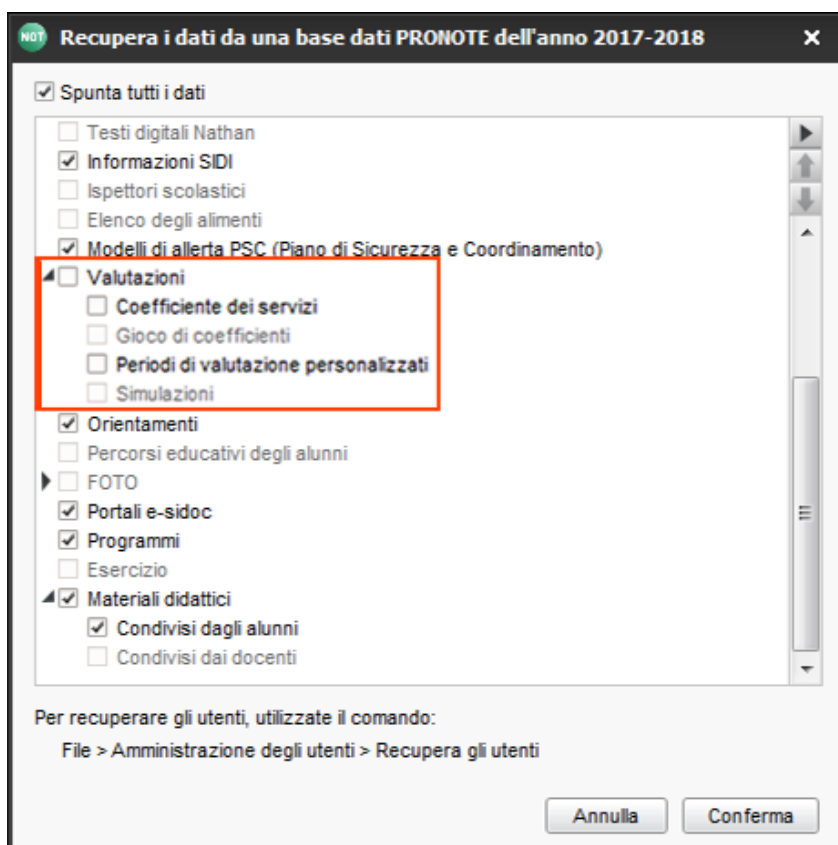 NOT Recupera i dati da una base dati PRONOTE dell'anno 2017-2018
Spunta tutti i dati
Testi digitali Nathan
Informazioni SIDI
Ispettori scolastici
Elenco degli alimenti
Modelli di allerta PSC (Piano di Sicurezza e Coordinamento)
Valutazioni
Coefficiente dei servizi
Gioco di coefficienti
Periodi di valutazione personalizzati
Simulazioni
Orientamenti
Percorsi educativi degli alunni
FOTO
Portali e-sidoc
Programmi
Esercizio
Materiali didattici
Condivisi dagli alunni
Condivisi dai docenti
Per recuperare gli utenti, utilizzate il comando:
File > Amministrazione degli utenti > Recupera gli utenti
Annulla Conferma